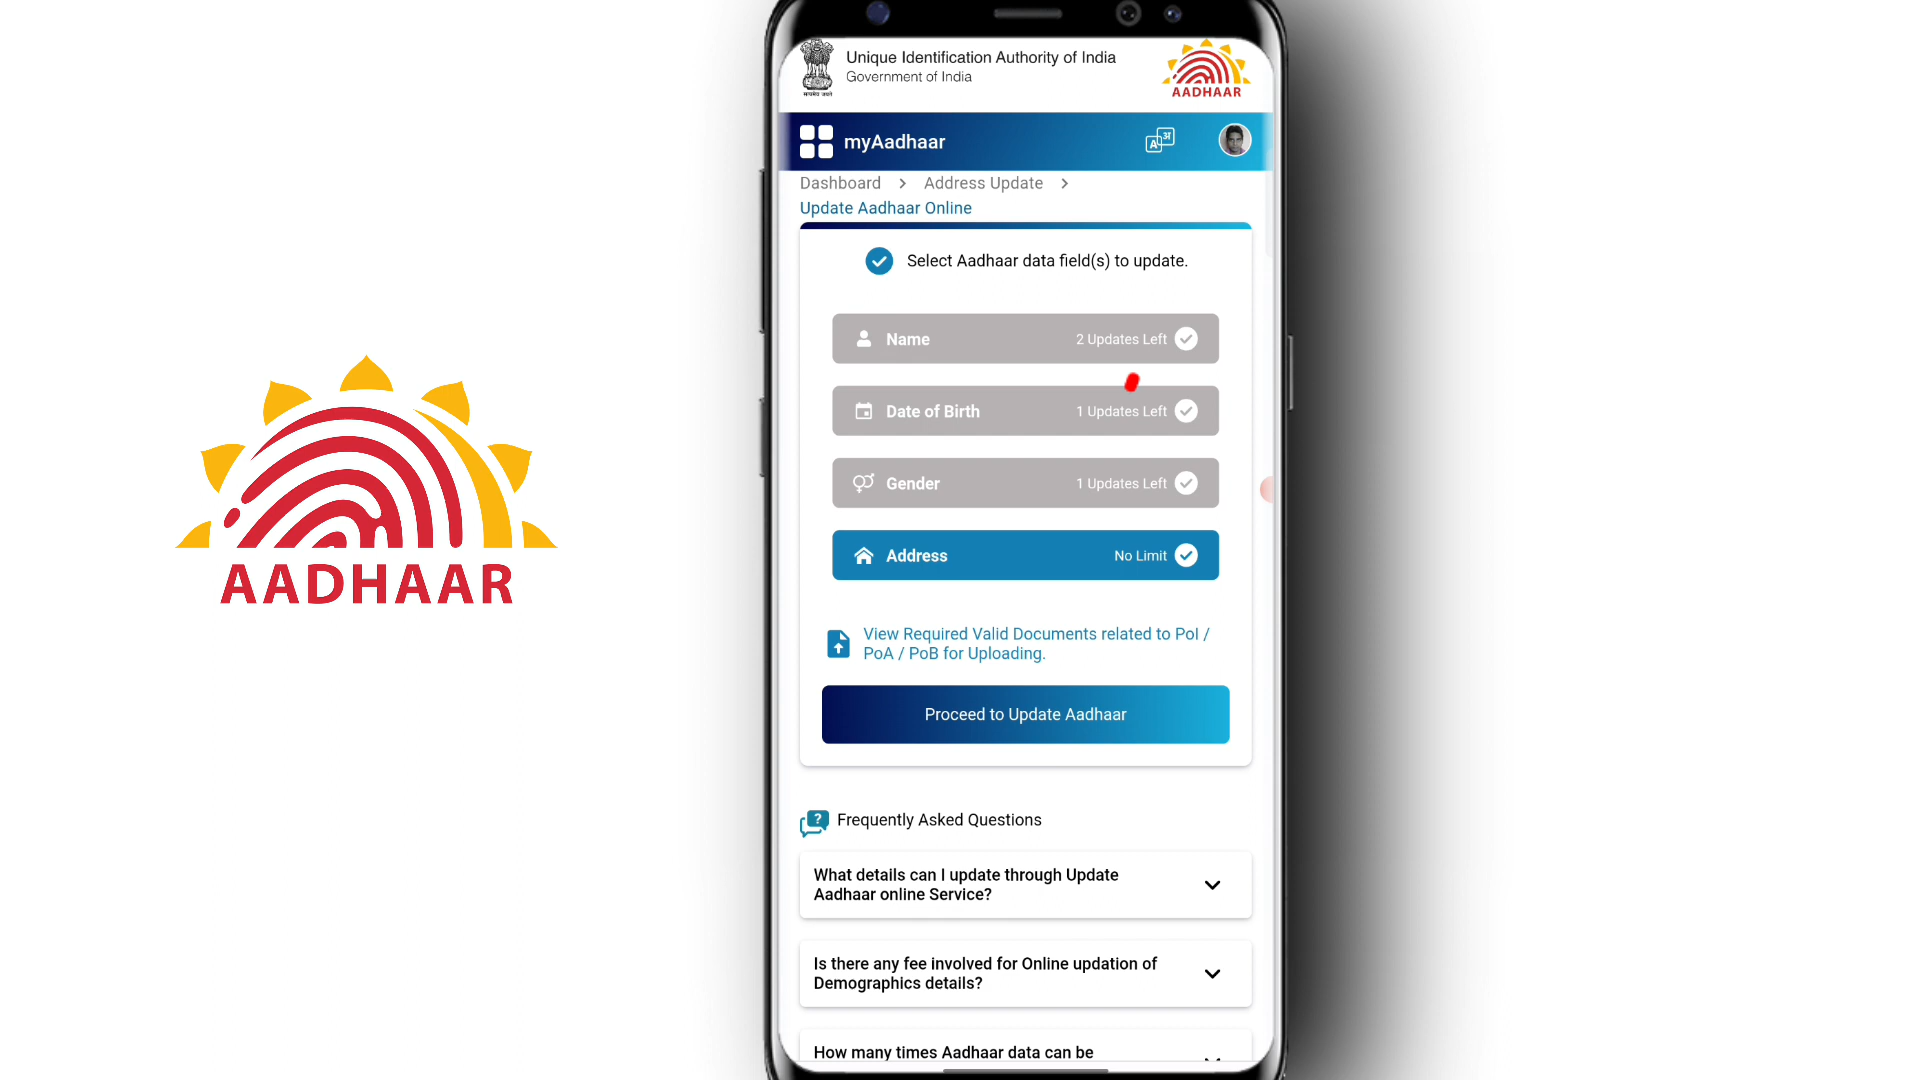 AADHAAR
Unique Identification Authority of India
Government of India
सत्यमेव जयते
AADHAAR
myAadhaar
A अ
Dashboard > Address Update >
Update Aadhaar Online
Select Aadhaar data field(s) to update.
Name 2 Updates Left
Date of Birth 1 Updates Left
Gender 1 Updates Left
Address No Limit
View Required Valid Documents related to PoI /
PoA / PoB for Uploading.
Proceed to Update Aadhaar
Frequently Asked Questions
What details can I update through Update
Aadhaar online Service?
Is there any fee involved for Online updation of
Demographics details?
How many times Aadhaar data can be